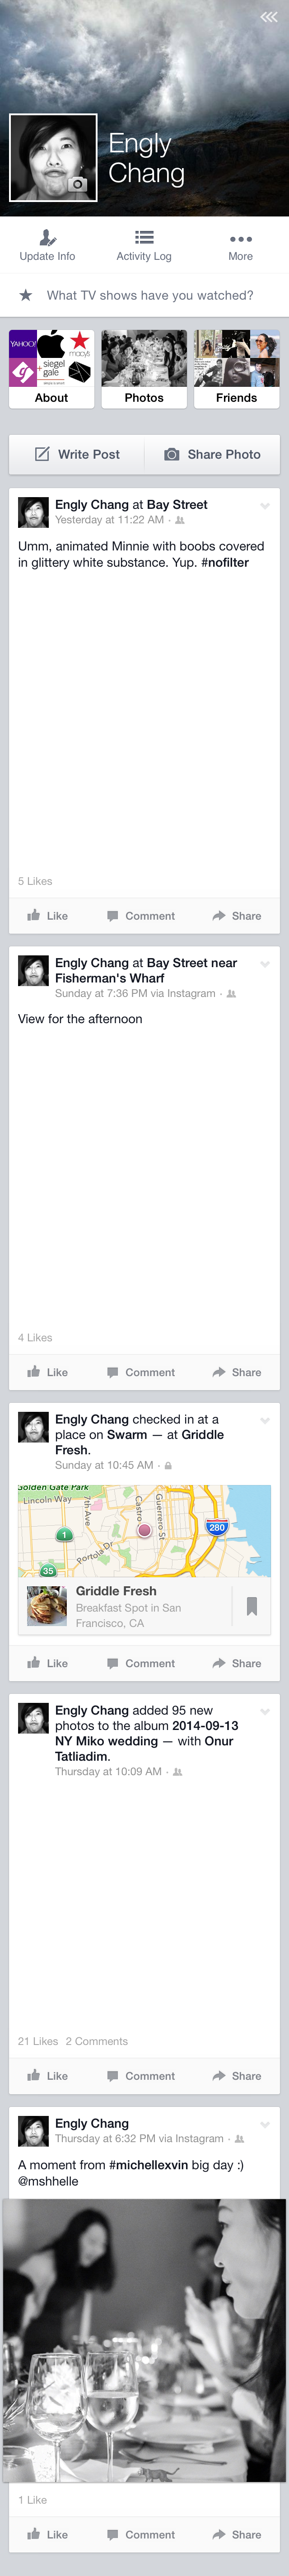 Engly
Chang
Update Info
Activity Log
More
What TV shows have you watched?
YAHOO!
macys
siegel
gale
About
Photos
Friends
Write Post
Share Photo
Engly Chang at Bay Street
Yesterday at 11:22 AM ·
Umm, animated Minnie with boobs covered
in glittery white substance. Yup. #nofilter
5 Likes
Like
Comment
Share
Engly Chang at Bay Street near
Fisherman's Wharf
Sunday at 7:36 PM via Instagram ·
View for the afternoon
4 Likes
Like
Comment
Share
Engly Chang checked in at a
place on Swarm — at Griddle
Fresh.
Sunday at 10:45 AM ·
Golden Gate Park
Lincoln Way
7th Ave
Castro
Guerrero St
280
1
Portola Dr
35
Griddle Fresh
Breakfast Spot in San
Francisco, CA
Like
Comment
Share
Engly Chang added 95 new
photos to the album 2014-09-13
NY Miko wedding — with Onur
Tatliadim.
Thursday at 10:09 AM ·
21 Likes 2 Comments
Like
Comment
Share
Engly Chang
Thursday at 6:32 PM via Instagram ·
A moment from #michellexvin big day :)
@mshhelle
1 Like
Like
Comment
Share